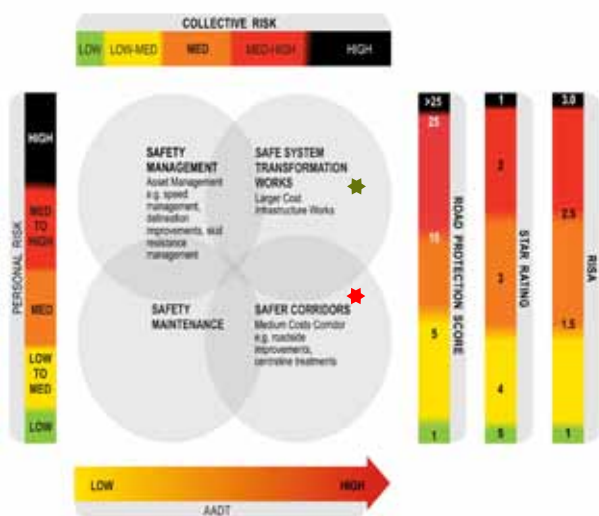 COLLECTIVE RISK
LOW LOW-MED MED MED-HIGH HIGH
PERSONAL RISK
HIGH
MED
TO
HIGH
MED
LOW
TO
MED
LOW
SAFETY
MANAGEMENT
Asset Management
e.g. speed
management,
delineation
improvements, skid
resistance
management
SAFE SYSTEM
TRANSFORMATION
WORKS
Larger Cost
Infrastructure Works
SAFETY
MAINTENANCE
SAFER CORRIDORS
Medium Costs Corridor
e.g. roadside
improvements,
centreline treatments
>25
25
15
5
1
ROAD PROTECTION SCORE
1
2
3
4
5
STAR RATING
3.0
2.5
1.5
1
RISA
LOW HIGH
AADT